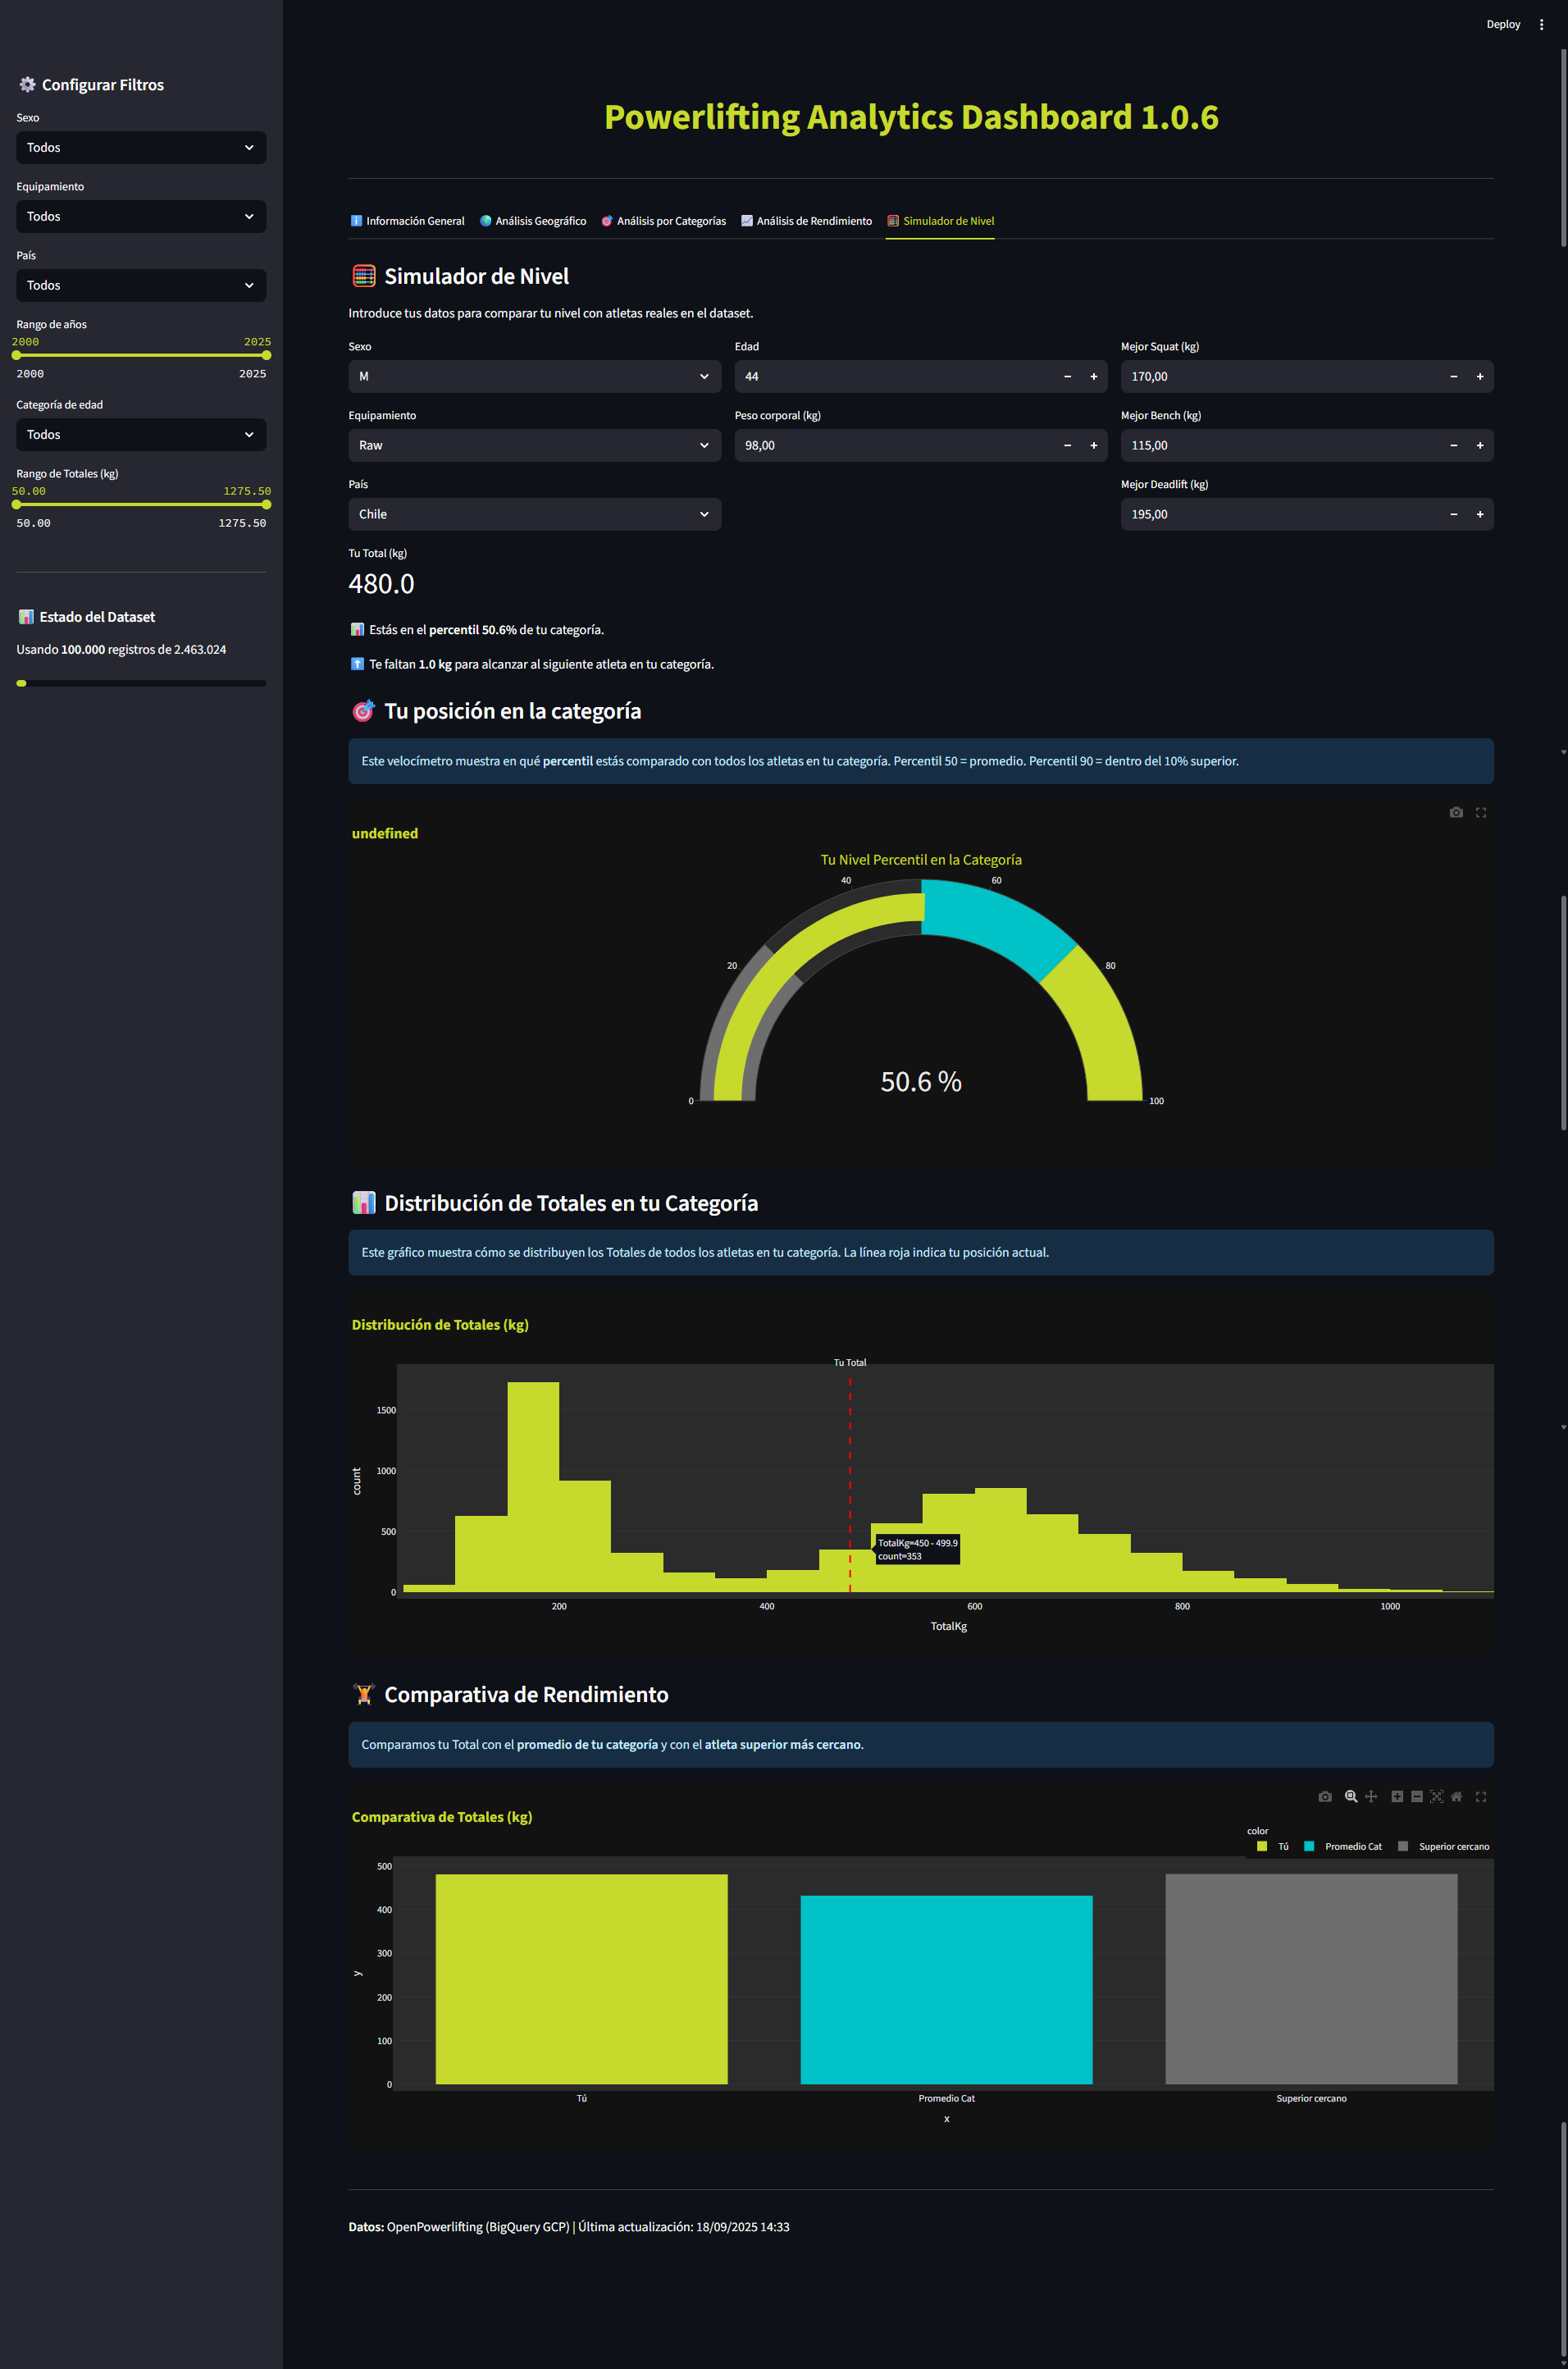 Deploy
Configurar Filtros
Sexo
Todos
Equipamiento
Todos
País
Todos
Rango de años
2000 2025
2000 2025
Categoría de edad
Todos
Rango de Totales (kg)
50.00 1275.50
50.00 1275.50
Estado del Dataset
Usando 100.000 registros de 2.463.024
Powerlifting Analytics Dashboard 1.0.6
Información General Análisis Geográfico Análisis por Categorías Análisis de Rendimiento Simulador de Nivel
Simulador de Nivel
Introduce tus datos para comparar tu nivel con atletas reales en el dataset.
Sexo Edad Mejor Squat (kg)
M 44 − + 170,00 − +
Equipamiento Peso corporal (kg) Mejor Bench (kg)
Raw 98,00 − + 115,00 − +
País Mejor Deadlift (kg)
Chile 195,00 − +
Tu Total (kg)
480.0
Estás en el percentil 50.6% de tu categoría.
Te faltan 1.0 kg para alcanzar al siguiente atleta en tu categoría.
Tu posición en la categoría
Este velocímetro muestra en qué percentil estás comparado con todos los atletas en tu categoría. Percentil 50 = promedio. Percentil 90 = dentro del 10% superior.
undefined
Tu Nivel Percentil en la Categoría
40 60
20 80
50.6 %
0 100
Distribución de Totales en tu Categoría
Este gráfico muestra cómo se distribuyen los Totales de todos los atletas en tu categoría. La línea roja indica tu posición actual.
Distribución de Totales (kg)
Tu Total
1500
1000
count
500
TotalKg=450 - 499.9
count=353
0
200 400 600 800 1000
TotalKg
Comparativa de Rendimiento
Comparamos tu Total con el promedio de tu categoría y con el atleta superior más cercano.
Comparativa de Totales (kg)
color
Tú Promedio Cat Superior cercano
500
400
300
y
200
100
0
Tú Promedio Cat Superior cercano
x
Datos: OpenPowerlifting (BigQuery GCP) | Última actualización: 18/09/2025 14:33